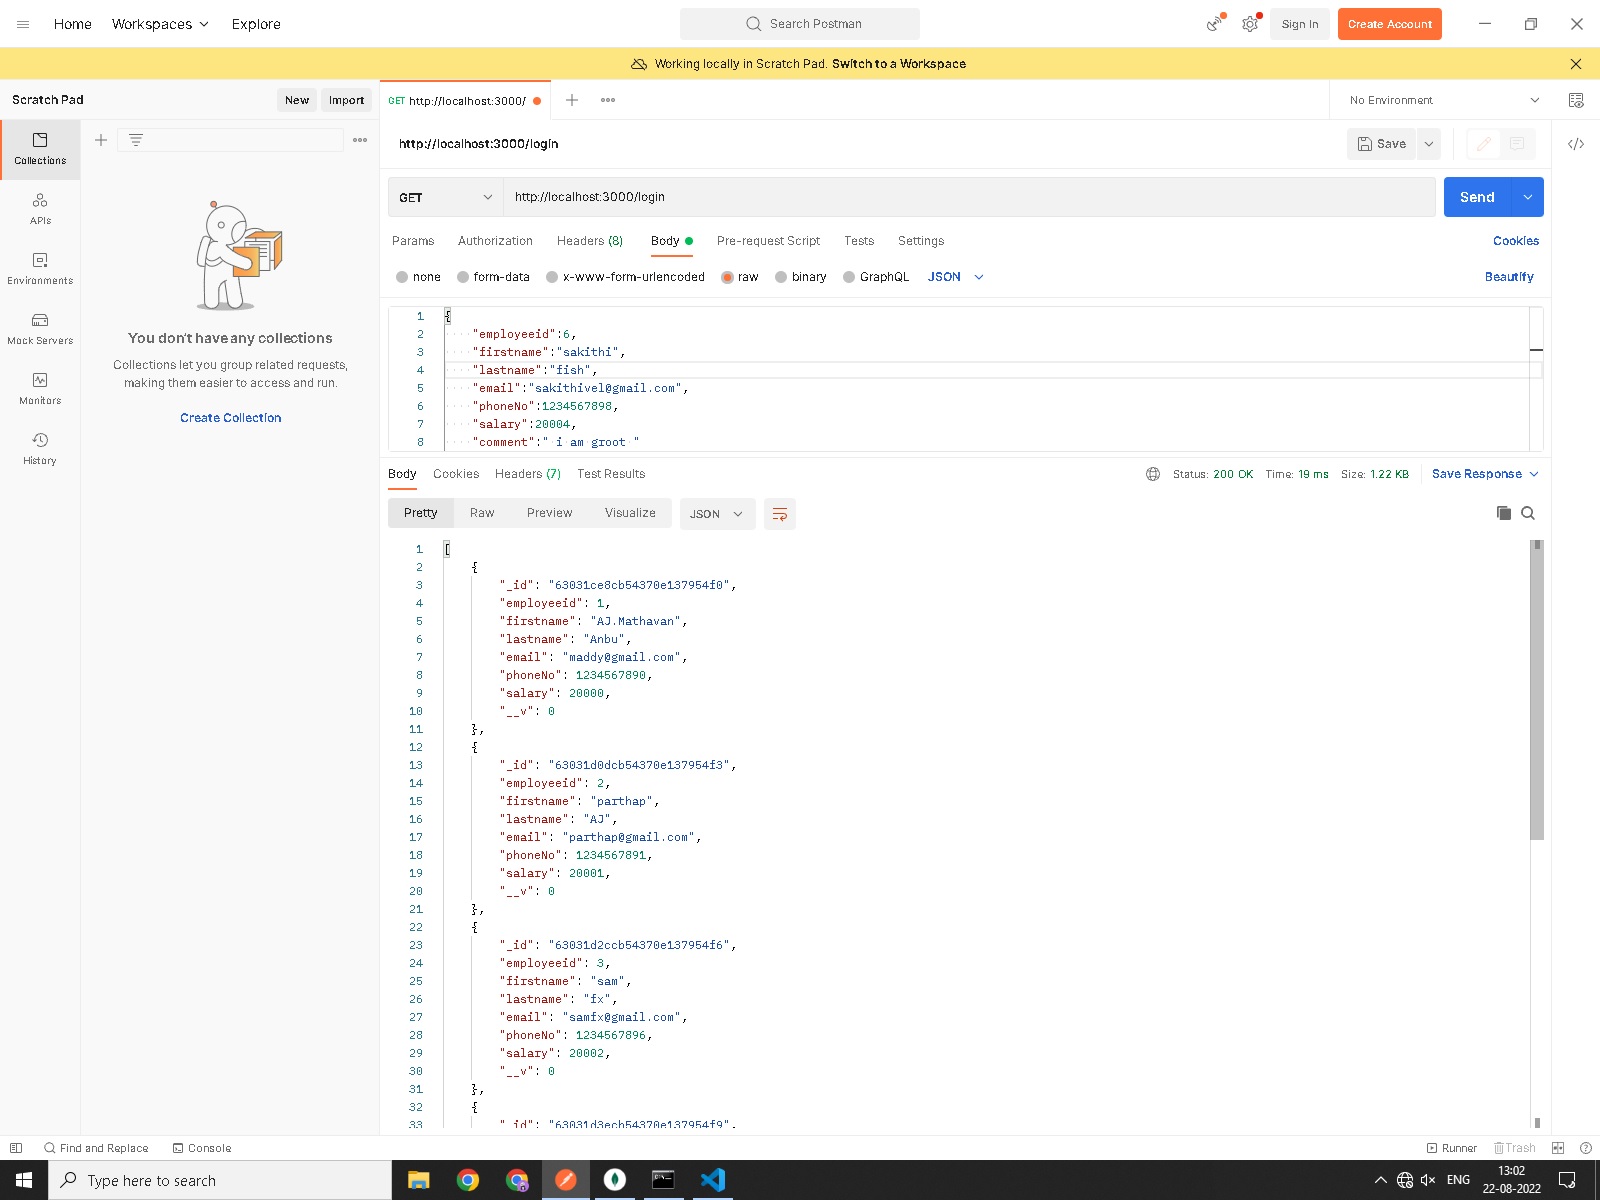 Home Workspaces Explore Search Postman Sign In Create Account
Working locally in Scratch Pad. Switch to a Workspace
Scratch Pad New Import GET http://localhost:3000/ No Environment
http://localhost:3000/login Save
Collections
APIs
Environments
Mock Servers
Monitors
History
You don't have any collections
Collections let you group related requests,
making them easier to access and run.
Create Collection
GET http://localhost:3000/login Send
Params Authorization Headers (8) Body Pre-request Script Tests Settings Cookies
none form-data x-www-form-urlencoded raw binary GraphQL JSON Beautify
1 {
2 "employeeid":6,
3 "firstname":"sakithi",
4 "lastname":"fish",
5 "email":"sakithivel@gmail.com",
6 "phoneNo":1234567898,
7 "salary":20004,
8 "comment":" i am groot "
Body Cookies Headers (7) Test Results Status: 200 OK Time: 19 ms Size: 1.22 KB Save Response
Pretty Raw Preview Visualize JSON
1 [
2 {
3 "_id": "63031ce8cb54370e137954f0",
4 "employeeid": 1,
5 "firstname": "AJ.Mathavan",
6 "lastname": "Anbu",
7 "email": "maddy@gmail.com",
8 "phoneNo": 1234567890,
9 "salary": 20000,
10 "__v": 0
11 },
12 {
13 "_id": "63031d0dcb54370e137954f3",
14 "employeeid": 2,
15 "firstname": "parthap",
16 "lastname": "AJ",
17 "email": "parthap@gmail.com",
18 "phoneNo": 1234567891,
19 "salary": 20001,
20 "__v": 0
21 },
22 {
23 "_id": "63031d2ccb54370e137954f6",
24 "employeeid": 3,
25 "firstname": "sam",
26 "lastname": "fx",
27 "email": "samfx@gmail.com",
28 "phoneNo": 1234567896,
29 "salary": 20002,
30 "__v": 0
31 },
32 {
33 "_id": "63031d3ecb54370e137954f9",
Find and Replace Console Runner Trash
Type here to search ENG 13:02
22-08-2022